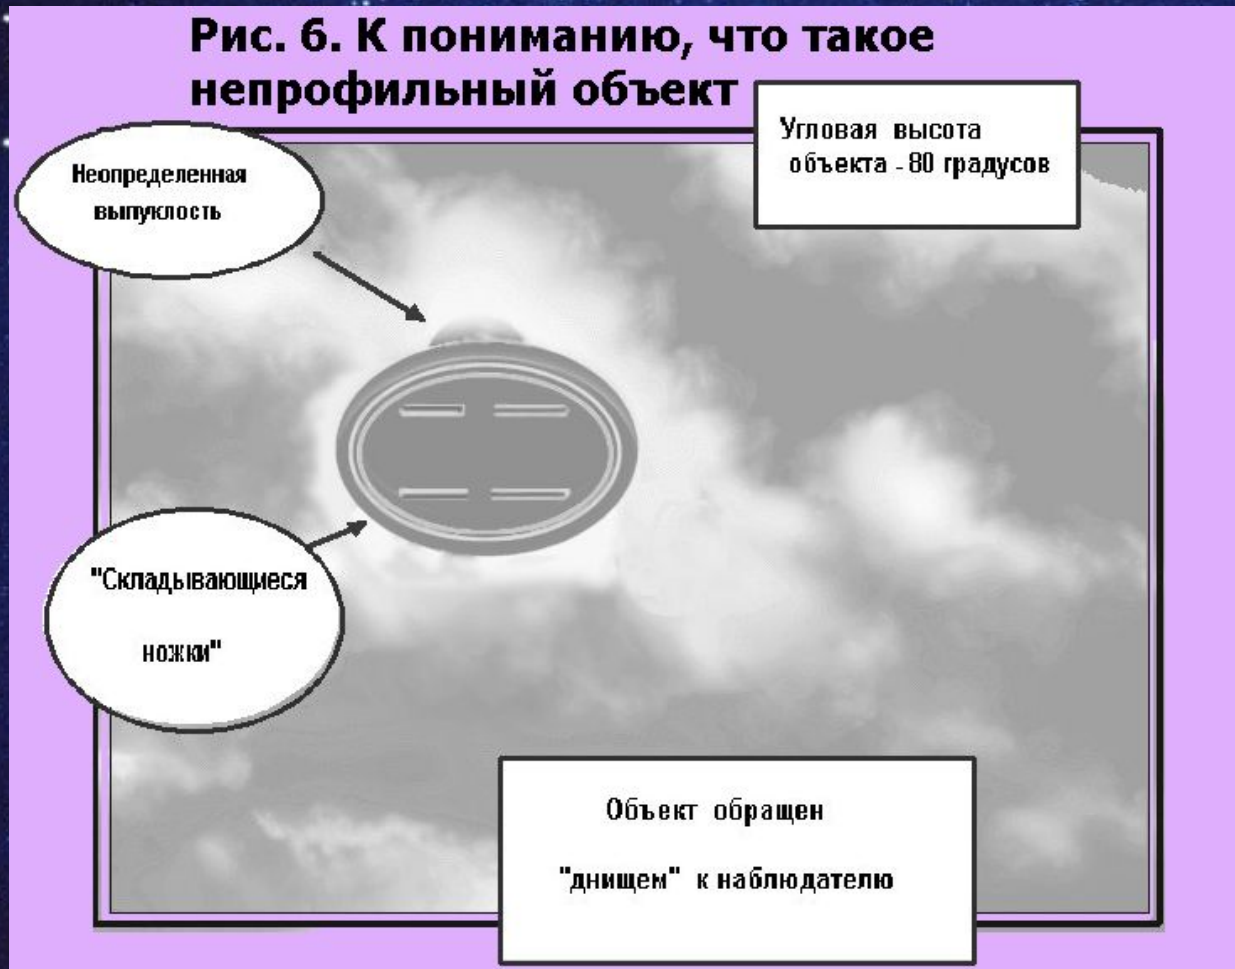 Рис. 6. К пониманию, что такое
непрофильный объект
Угловая высота
объекта - 80 градусов
Неопределенная
выпуклость
"Складывающиеся
ножки"
Объект обращен
"днищем" к наблюдателю